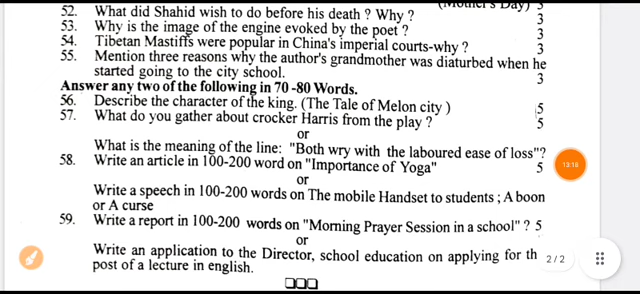 (Mother's Day) 3
52. What did Shahid wish to do before his death ? Why ? 3
53. Why is the image of the engine evoked by the poet ? 3
54. Tibetan Mastiffs were popular in China's imperial courts-why ? 3
55. Mention three reasons why the author's grandmother was diaturbed when he
started going to the city school. 3
Answer any two of the following in 70 -80 Words.
56. Describe the character of the king. (The Tale of Melon city ) 5
57. What do you gather about crocker Harris from the play ? 5
or
What is the meaning of the line: "Both wry with the laboured ease of loss"?
58. Write an article in 100-200 word on "Importance of Yoga" 5
or
Write a speech in 100-200 words on The mobile Handset to students ; A boon
or A curse
59. Write a report in 100-200 words on "Morning Prayer Session in a school" ? 5
or
Write an application to the Director, school education on applying for th
post of a lecture in english.
13:18
2 / 2